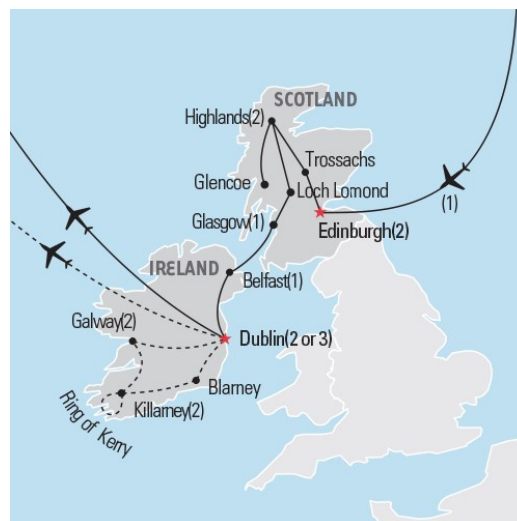 SCOTLAND
Highlands(2)
Trossachs
Glencoe
Loch Lomond
(1)
Glasgow(1)
Edinburgh(2)
IRELAND
Belfast(1)
Galway(2)
Dublin(2 or 3)
Blarney
Killarney(2)
Ring of Kerry